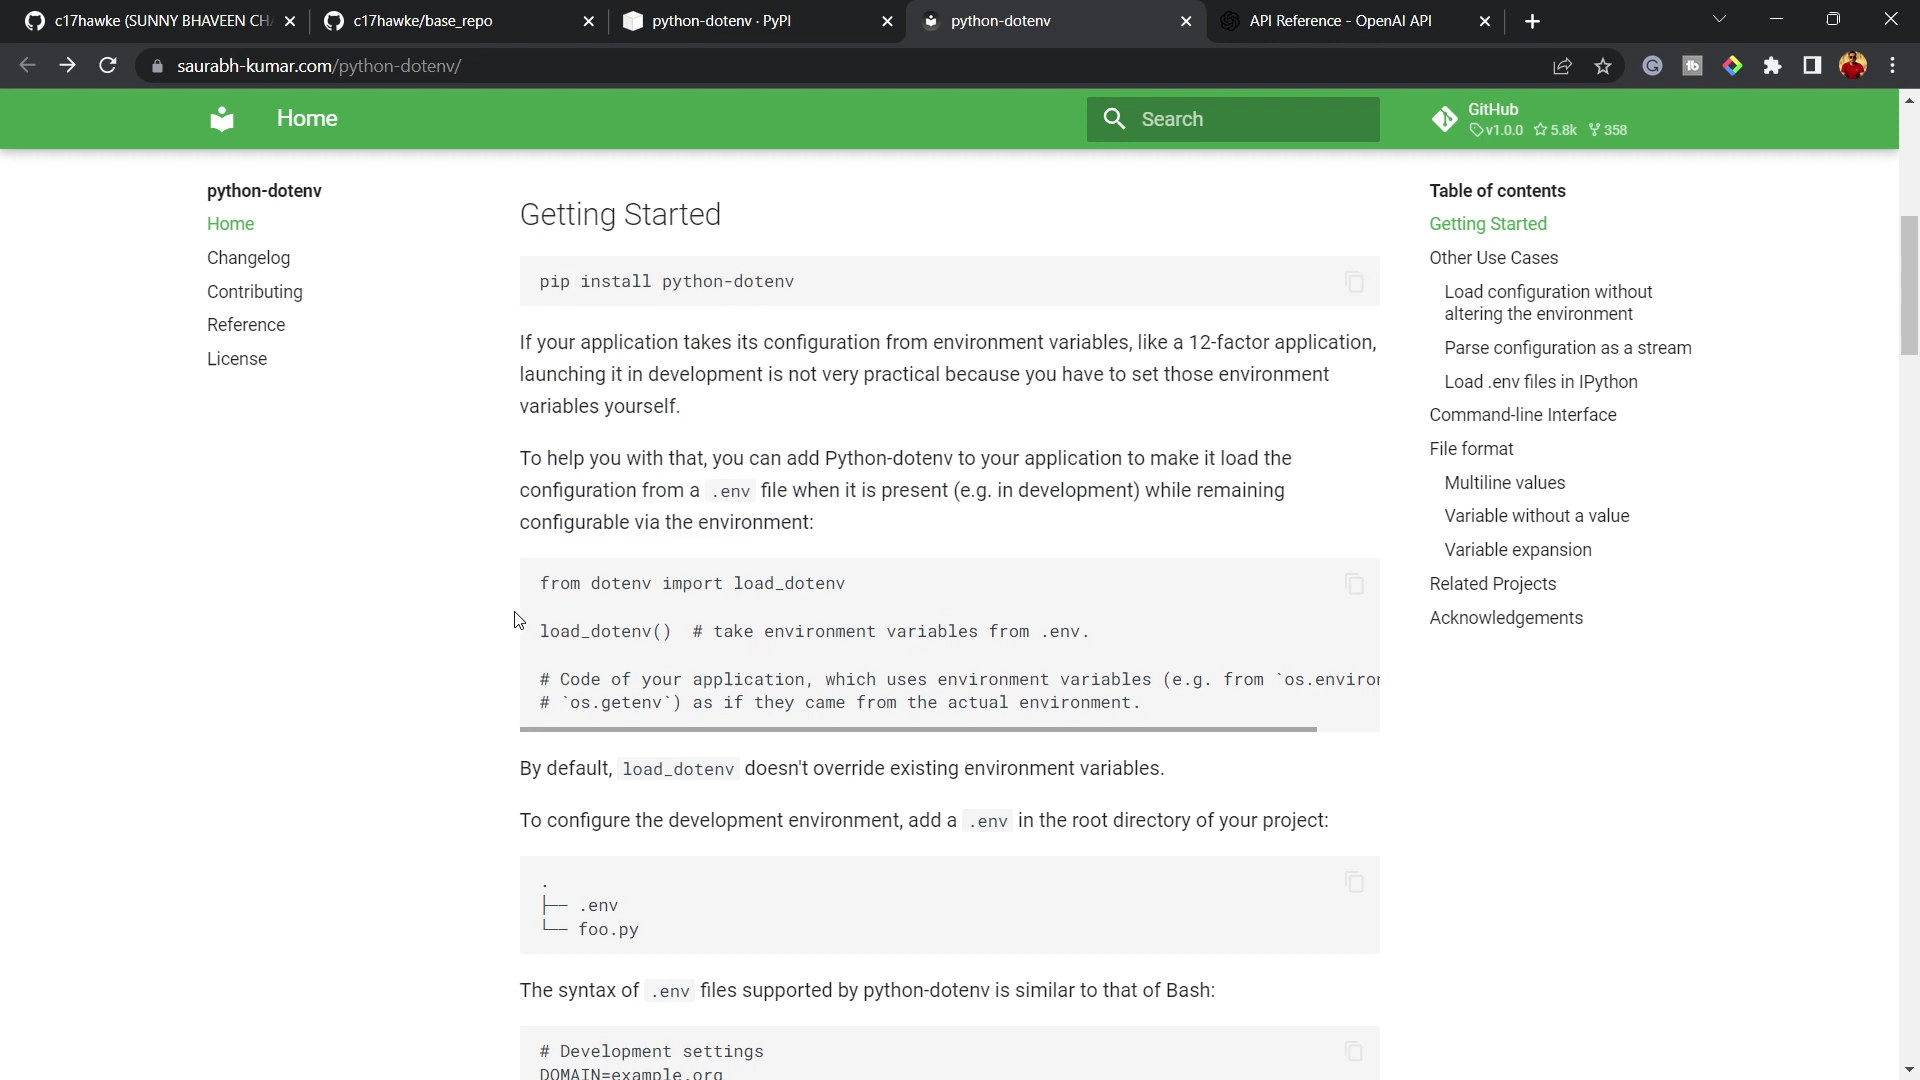 c17hawke (SUNNY BHAVEEN CH
c17hawke/base_repo
python-dotenv · PyPI
python-dotenv
API Reference - OpenAI API
saurabh-kumar.com/python-dotenv/
Home
Search
GitHub
v1.0.0 5.8k 358
python-dotenv
Home
Changelog
Contributing
Reference
License
Getting Started
pip install python-dotenv
If your application takes its configuration from environment variables, like a 12-factor application,
launching it in development is not very practical because you have to set those environment
variables yourself.
To help you with that, you can add Python-dotenv to your application to make it load the
configuration from a .env file when it is present (e.g. in development) while remaining
configurable via the environment:
from dotenv import load_dotenv
load_dotenv()  # take environment variables from .env.
# Code of your application, which uses environment variables (e.g. from `os.environ
# `os.getenv`) as if they came from the actual environment.
By default, load_dotenv doesn't override existing environment variables.
To configure the development environment, add a .env in the root directory of your project:
.
├── .env
└── foo.py
The syntax of .env files supported by python-dotenv is similar to that of Bash:
# Development settings
DOMAIN=example.org
Table of contents
Getting Started
Other Use Cases
Load configuration without
altering the environment
Parse configuration as a stream
Load .env files in IPython
Command-line Interface
File format
Multiline values
Variable without a value
Variable expansion
Related Projects
Acknowledgements